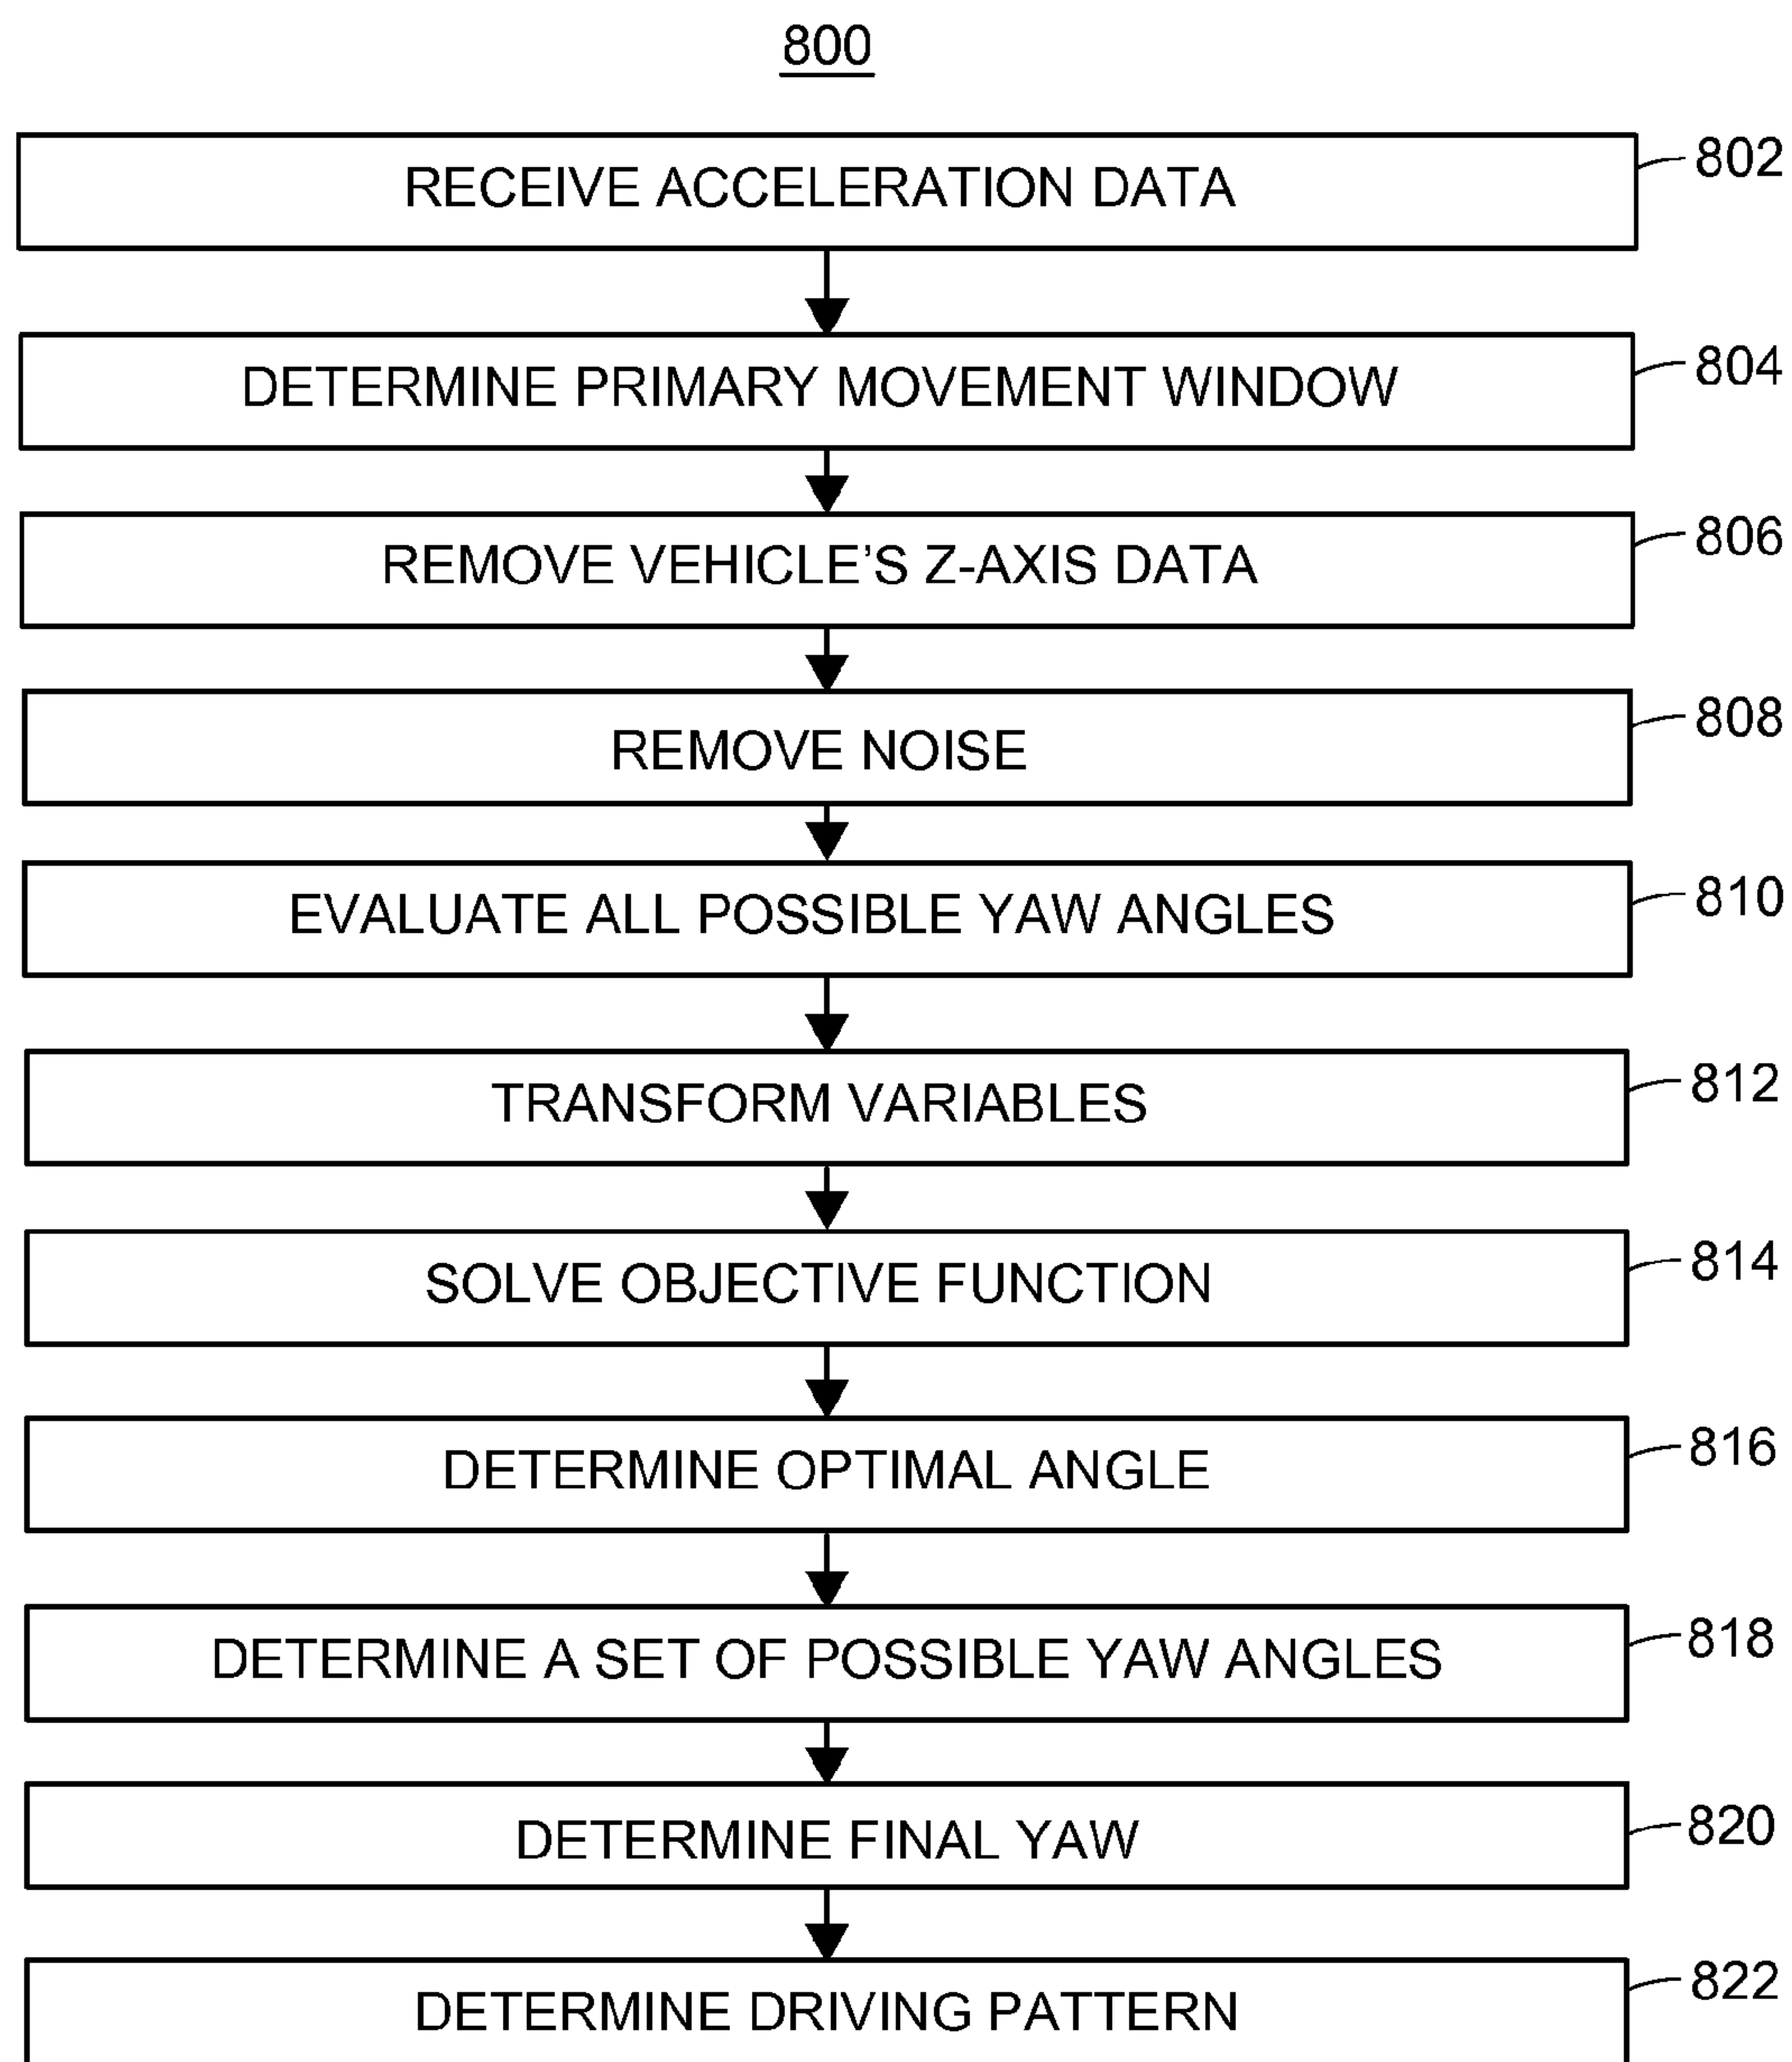 800
RECEIVE ACCELERATION DATA 802
DETERMINE PRIMARY MOVEMENT WINDOW 804
REMOVE VEHICLE'S Z-AXIS DATA 806
REMOVE NOISE 808
EVALUATE ALL POSSIBLE YAW ANGLES 810
TRANSFORM VARIABLES 812
SOLVE OBJECTIVE FUNCTION 814
DETERMINE OPTIMAL ANGLE 816
DETERMINE A SET OF POSSIBLE YAW ANGLES 818
DETERMINE FINAL YAW 820
DETERMINE DRIVING PATTERN 822